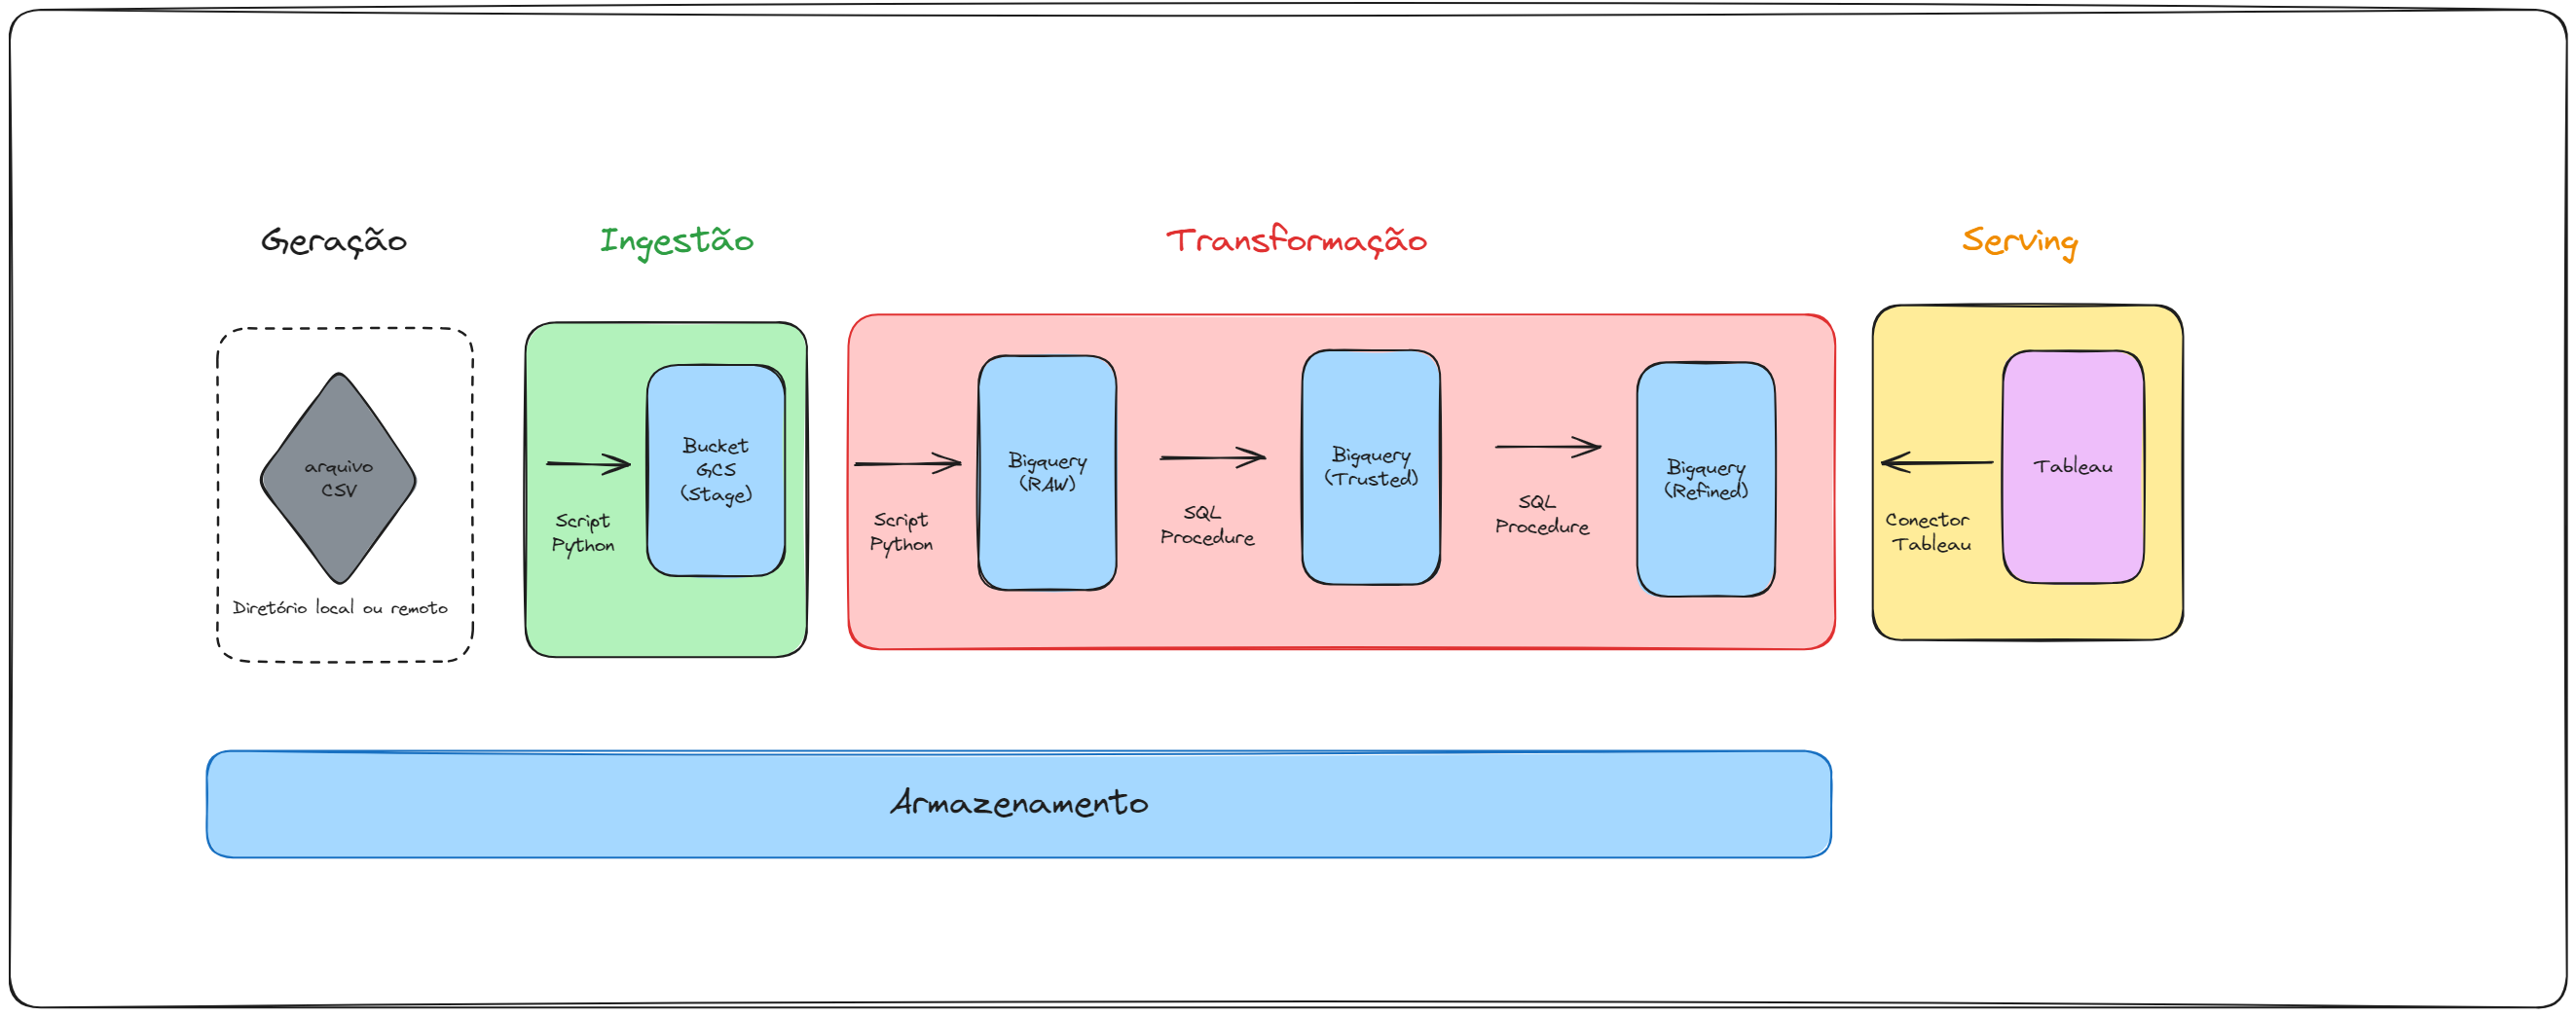 Geração
Ingestão
Transformação
Serving
arquivo
CSV
Diretório local ou remoto
Script
Python
Bucket
GCS
(Stage)
Script
Python
Bigquery
(RAW)
SQL
Procedure
Bigquery
(Trusted)
SQL
Procedure
Bigquery
(Refined)
Conector
Tableau
Tableau
Armazenamento